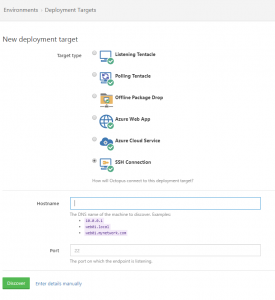 Environments › Deployment Targets
New deployment target
Target type
Listening Tentacle
Polling Tentacle
Offline Package Drop
Azure Web App
Azure Cloud Service
SSH Connection
How will Octopus connect to this deployment target?
Hostname
The DNS name of the machine to discover. Examples:
10.0.0.1
web01.local
web01.mynetwork.com
Port
22
The port on which the endpoint is listening.
Discover
Enter details manually